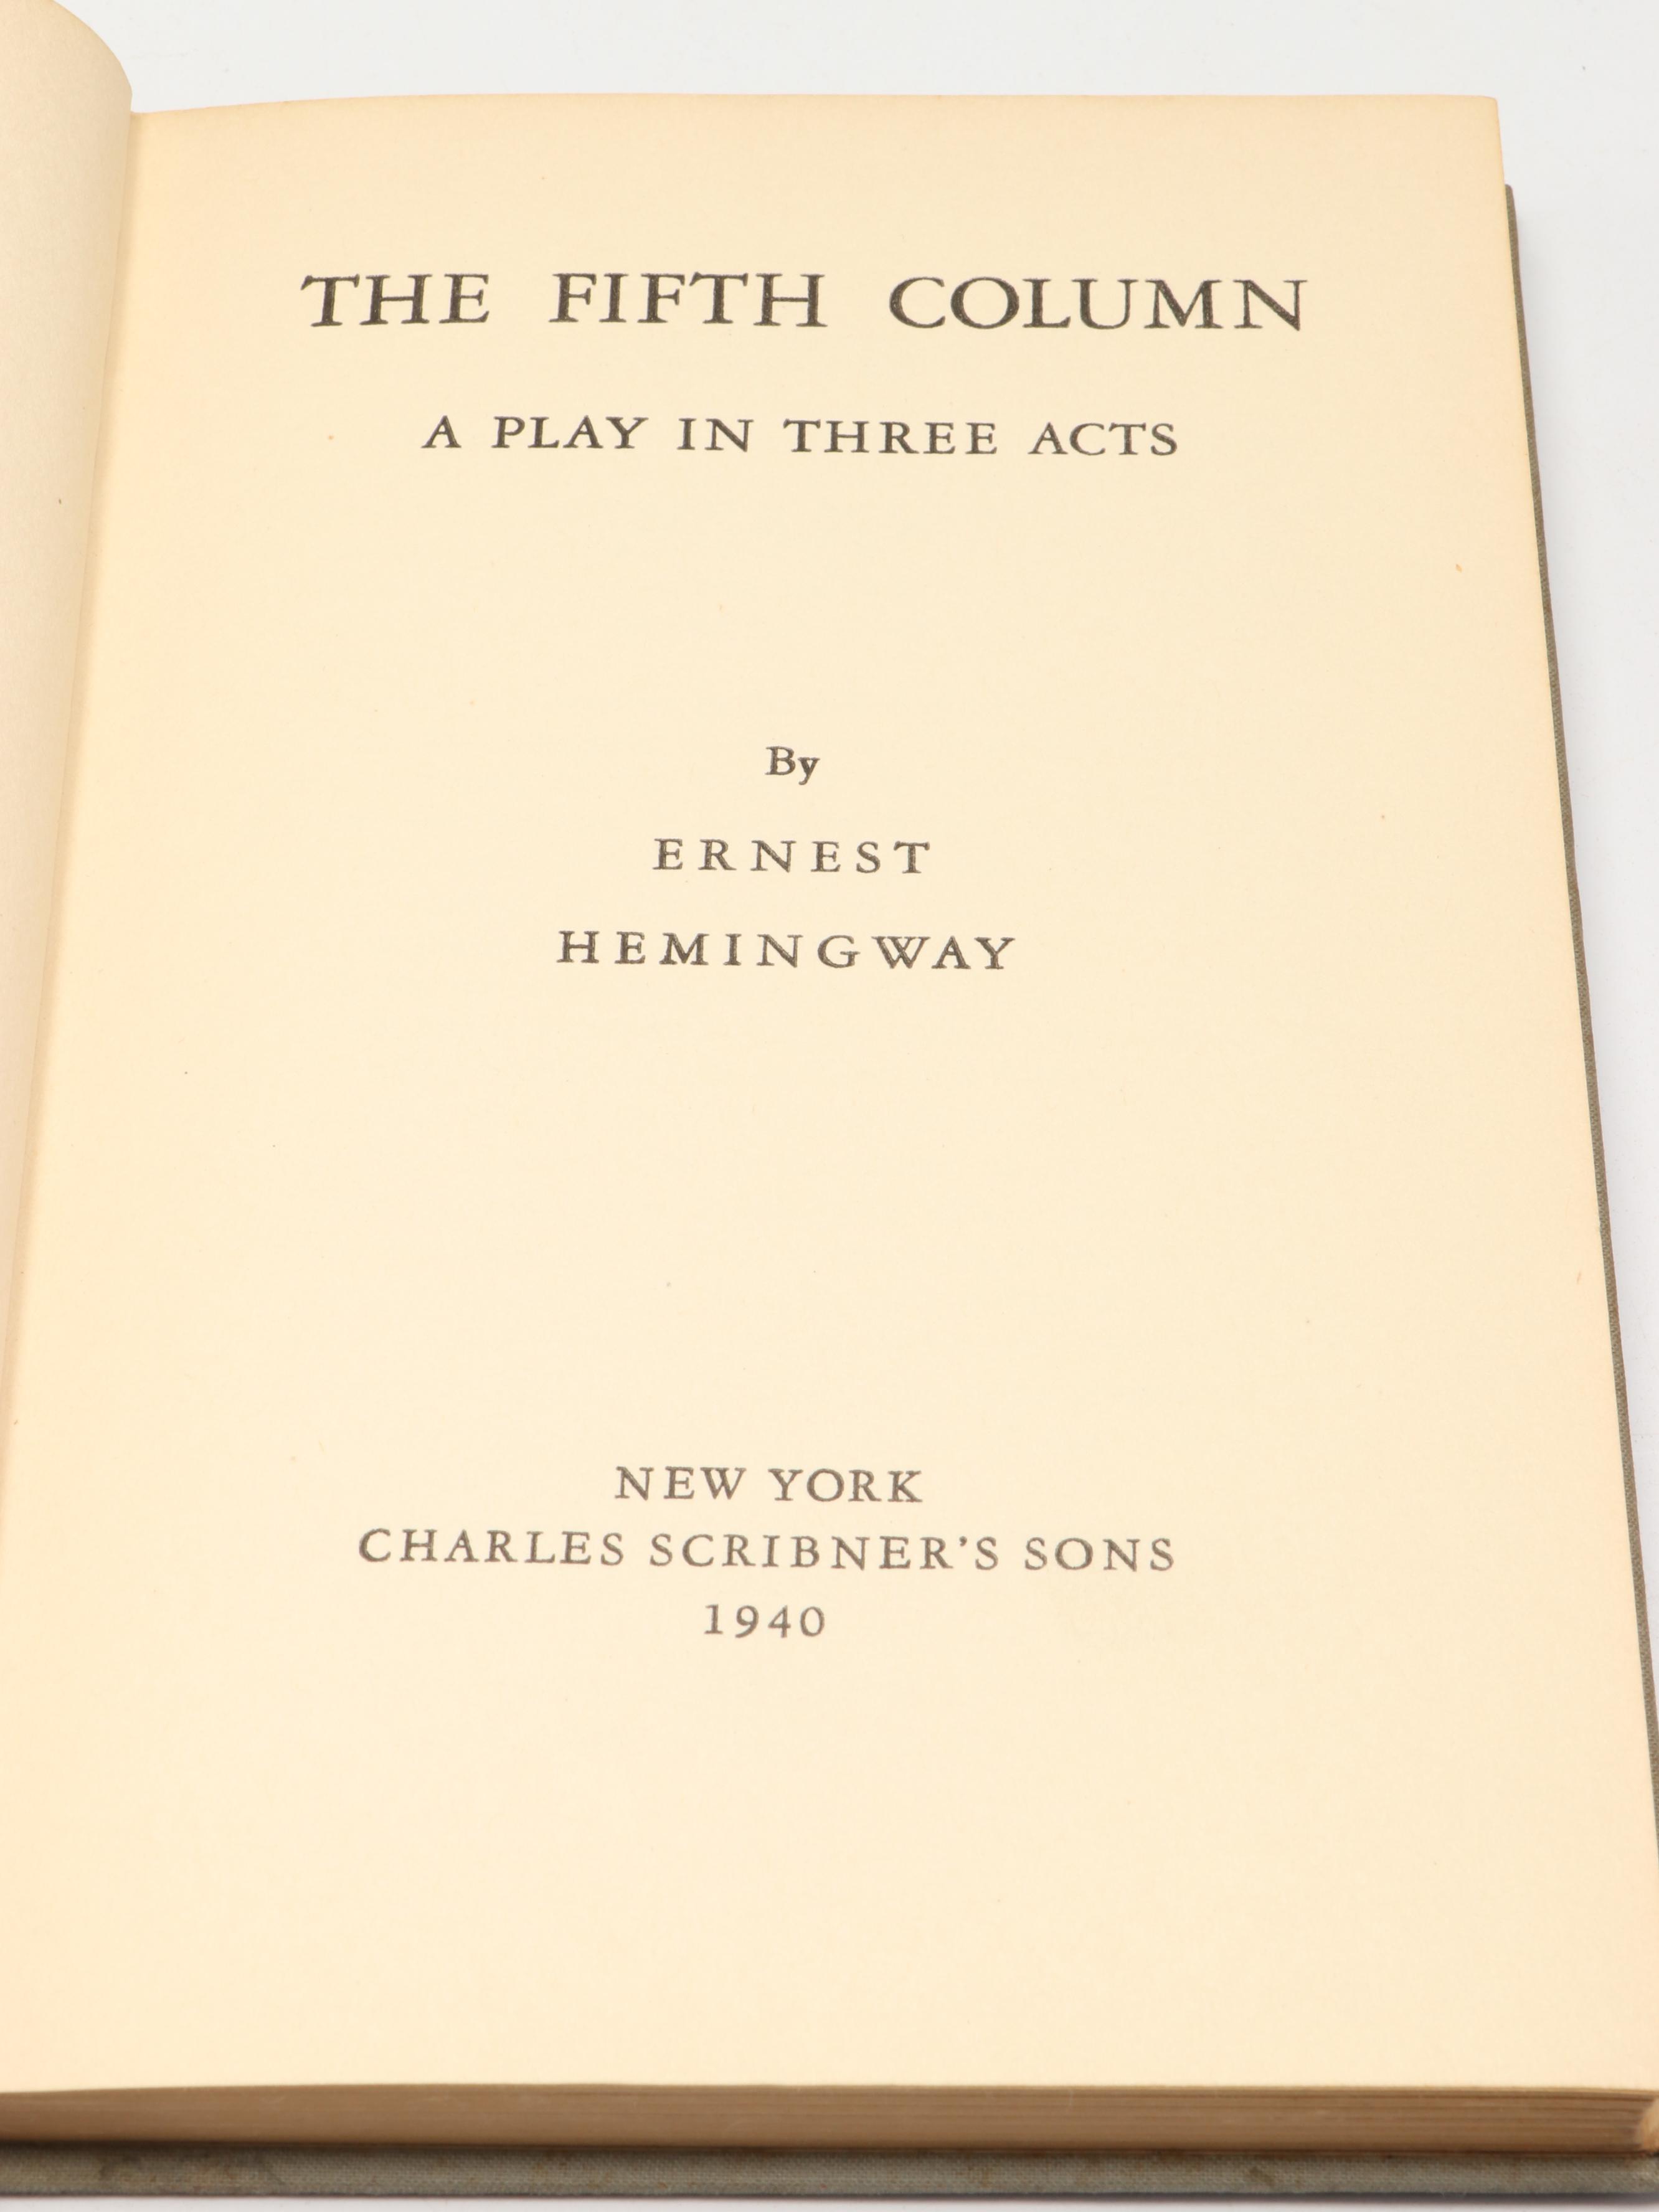 THE FIFTH COLUMN
A PLAY IN THREE ACTS
By
ERNEST
HEMINGWAY
NEW YORK
CHARLES SCRIBNER'S SONS
1940